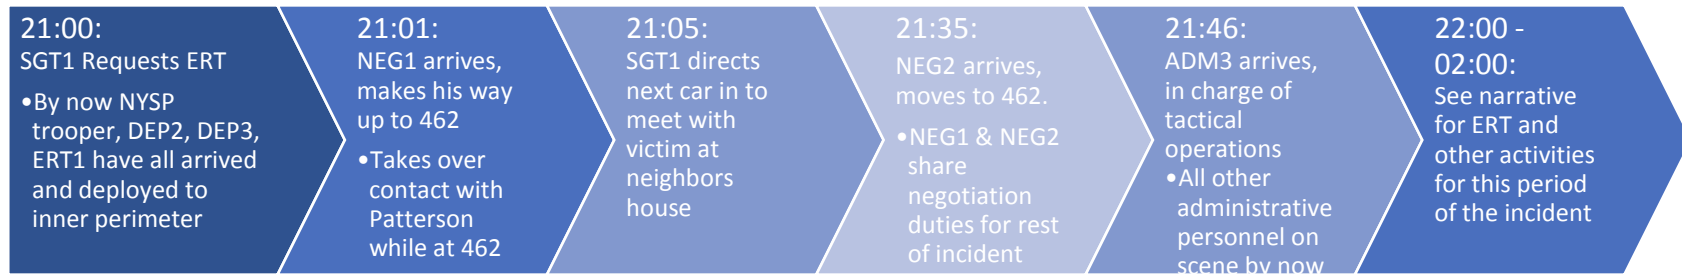 21:00:
SGT1 Requests ERT
•By now NYSP
trooper, DEP2, DEP3,
ERT1 have all arrived
and deployed to
inner perimeter
21:01:
NEG1 arrives,
makes his way
up to 462
•Takes over
contact with
Patterson
while at 462
21:05:
SGT1 directs
next car in to
meet with
victim at
neighbors
house
21:35:
NEG2 arrives,
moves to 462.
•NEG1 & NEG2
share
negotiation
duties for rest
of incident
21:46:
ADM3 arrives,
in charge of
tactical
operations
•All other
administrative
personnel on
scene by now
22:00 -
02:00:
See narrative
for ERT and
other activities
for this period
of the incident